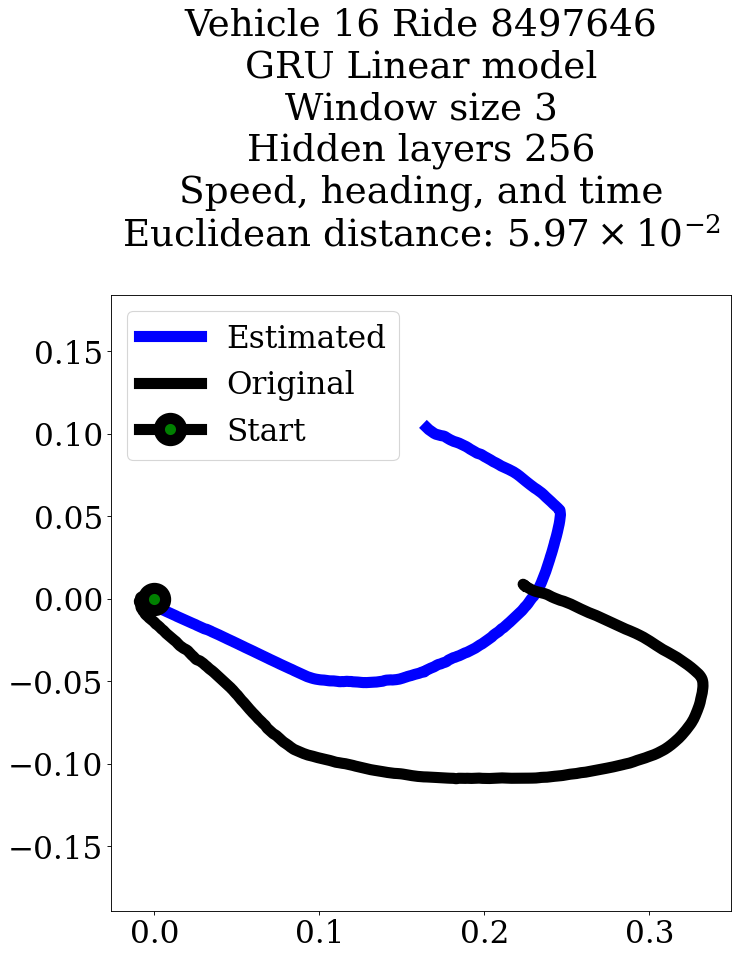 Vehicle 16 Ride 8497646
GRU Linear model
Window size 3
Hidden layers 256
Speed, heading, and time
Euclidean distance: 5.97 × 10⁻²
Estimated
Original
Start
0.15
0.10
0.05
0.00
−0.05
−0.10
−0.15
0.0 0.1 0.2 0.3